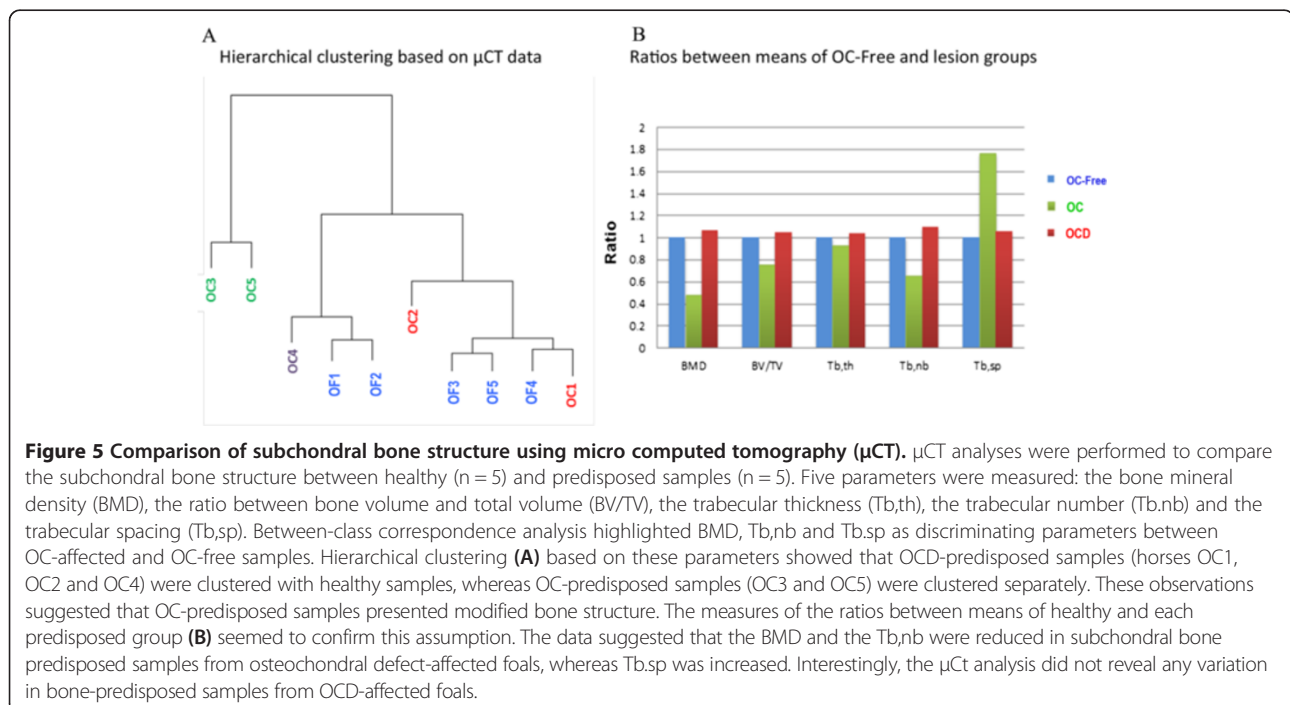 A
Hierarchical clustering based on µCT data
OC3
OC5
OC4
OF1
OF2
OC2
OF3
OF5
OF4
OC1
B
Ratios between means of OC-Free and lesion groups
Ratio
2
1.8
1.6
1.4
1.2
1
0.8
0.6
0.4
0.2
0
BMD
BV/TV
Tb,th
Tb,nb
Tb,sp
OC-Free
OC
OCD
Figure 5 Comparison of subchondral bone structure using micro computed tomography (µCT). µCT analyses were performed to compare
the subchondral bone structure between healthy (n = 5) and predisposed samples (n = 5). Five parameters were measured: the bone mineral
density (BMD), the ratio between bone volume and total volume (BV/TV), the trabecular thickness (Tb,th), the trabecular number (Tb.nb) and the
trabecular spacing (Tb,sp). Between-class correspondence analysis highlighted BMD, Tb,nb and Tb.sp as discriminating parameters between
OC-affected and OC-free samples. Hierarchical clustering (A) based on these parameters showed that OCD-predisposed samples (horses OC1,
OC2 and OC4) were clustered with healthy samples, whereas OC-predisposed samples (OC3 and OC5) were clustered separately. These observations
suggested that OC-predisposed samples presented modified bone structure. The measures of the ratios between means of healthy and each
predisposed group (B) seemed to confirm this assumption. The data suggested that the BMD and the Tb,nb were reduced in subchondral bone
predisposed samples from osteochondral defect-affected foals, whereas Tb.sp was increased. Interestingly, the µCt analysis did not reveal any variation
in bone-predisposed samples from OCD-affected foals.